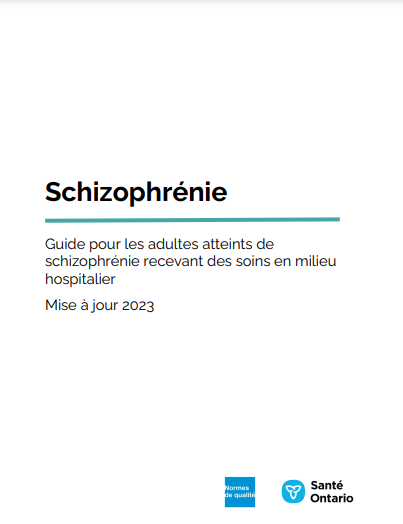 Schizophrénie
Guide pour les adultes atteints de
schizophrénie recevant des soins en milieu
hospitalier
Mise à jour 2023
Normes
de qualité
Santé
Ontario